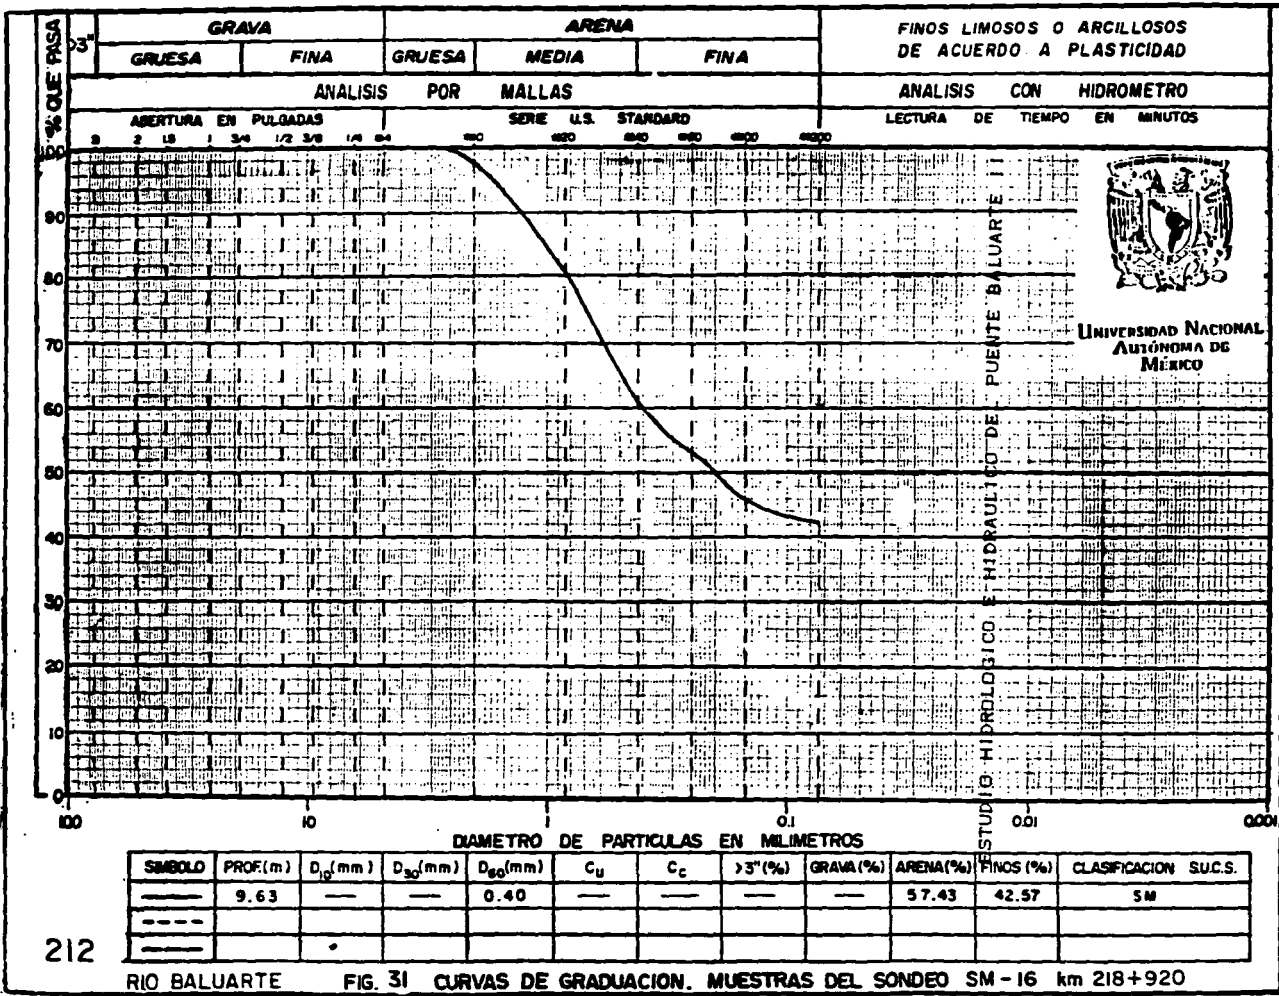 % QUE PASA
>3"
GRAVA
ARENA
FINOS LIMOSOS O ARCILLOSOS
DE ACUERDO A PLASTICIDAD
GRUESA FINA GRUESA MEDIA FINA
ANALISIS POR MALLAS
ANALISIS CON HIDROMETRO
ABERTURA EN PULGADAS
SERIE U.S. STANDARD
LECTURA DE TIEMPO EN MINUTOS
2 1.5 1 3/4 1/2 3/8 1/4
100
90
80
70
60
50
40
30
20
10
0
UNIVERSIDAD NACIONAL
AUTÓNOMA DE
MÉXICO
ESTUDIO HIDROLOGICO E HIDRAULICO DEL PUENTE BALUARTE II
100 10 1 0.1 0.01 0.001
DIAMETRO DE PARTICULAS EN MILIMETROS
SIMBOLO PROF.(m) D10(mm) D30(mm) D60(mm) Cu Cc >3"(%) GRAVA(%) ARENA(%) FINOS (%) CLASIFICACION S.U.C.S.
9.63 — — 0.40 — — — — 57.43 42.57 SM
212
RIO BALUARTE FIG. 31 CURVAS DE GRADUACION. MUESTRAS DEL SONDEO SM-16 km 218+920